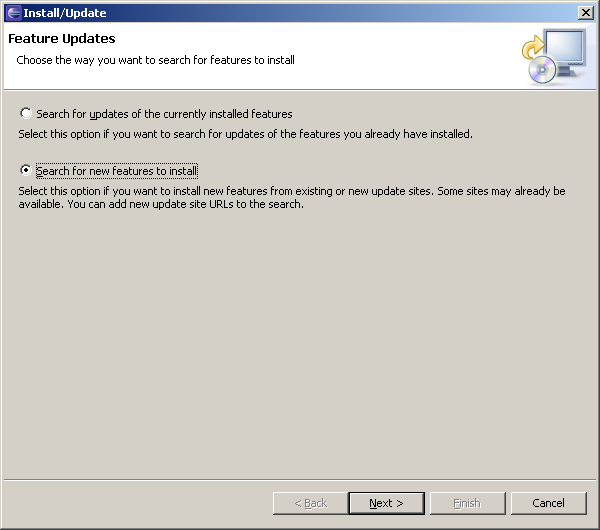 Install/Update
Feature Updates
Choose the way you want to search for features to install
Search for updates of the currently installed features
Select this option if you want to search for updates of the features you already have installed.
Search for new features to install
Select this option if you want to install new features from existing or new update sites. Some sites may already be
available. You can add new update site URLs to the search.
< Back Next > Finish Cancel